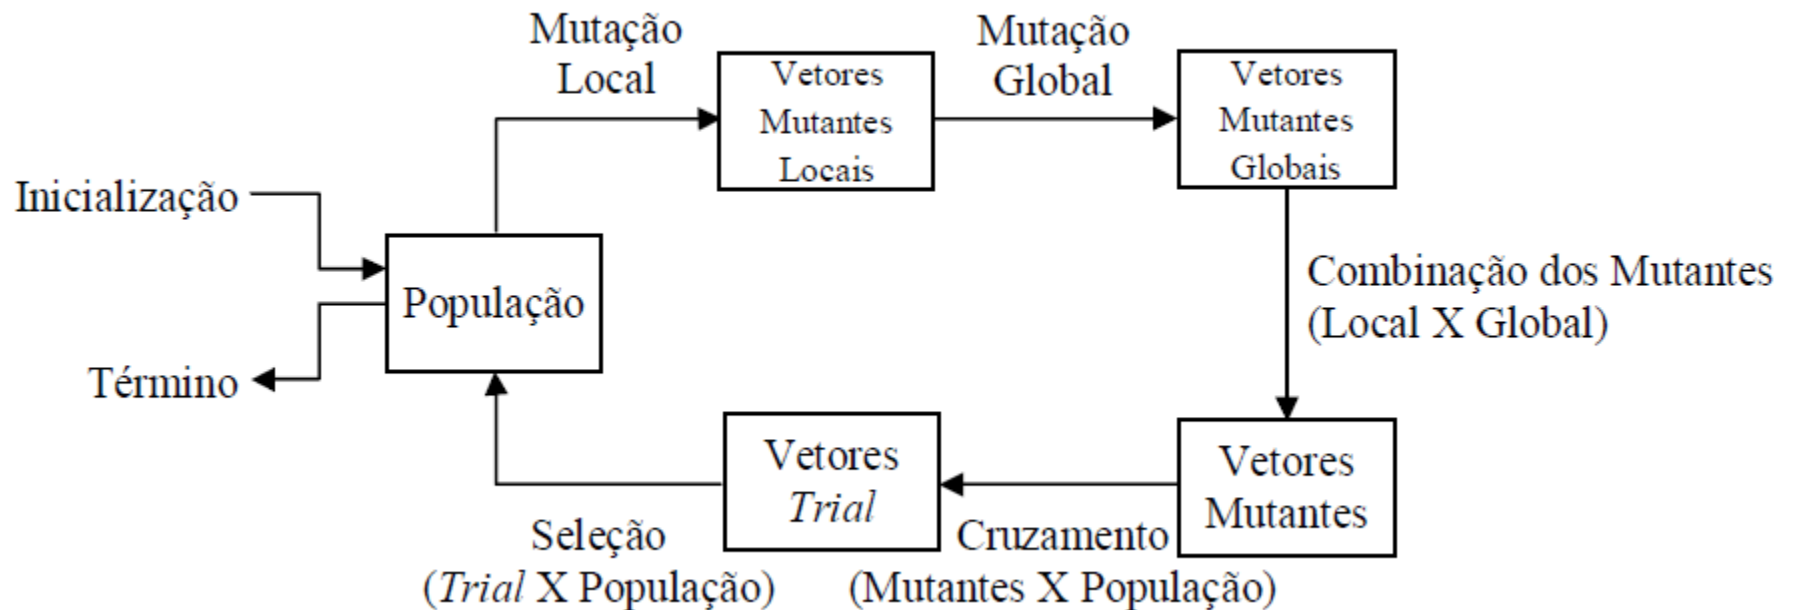 Mutação
Local
Vetores
Mutantes
Locais
Mutação
Global
Vetores
Mutantes
Globais
Inicialização
População
Término
Combinação dos Mutantes
(Local X Global)
Vetores
Mutantes
Cruzamento
(Mutantes X População)
Vetores
Trial
Seleção
(Trial X População)